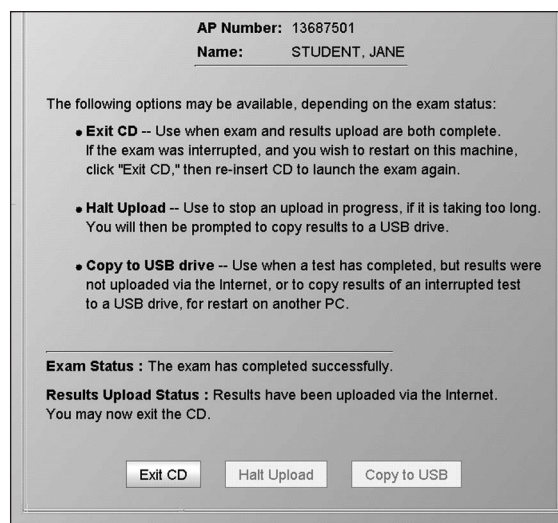 AP Number: 13687501
Name: STUDENT, JANE
The following options may be available, depending on the exam status:
• Exit CD -- Use when exam and results upload are both complete.
If the exam was interrupted, and you wish to restart on this machine,
click "Exit CD," then re-insert CD to launch the exam again.
• Halt Upload -- Use to stop an upload in progress, if it is taking too long.
You will then be prompted to copy results to a USB drive.
• Copy to USB drive -- Use when a test has completed, but results were
not uploaded via the Internet, or to copy results of an interrupted test
to a USB drive, for restart on another PC.
Exam Status : The exam has completed successfully.
Results Upload Status : Results have been uploaded via the Internet.
You may now exit the CD.
Exit CD Halt Upload Copy to USB